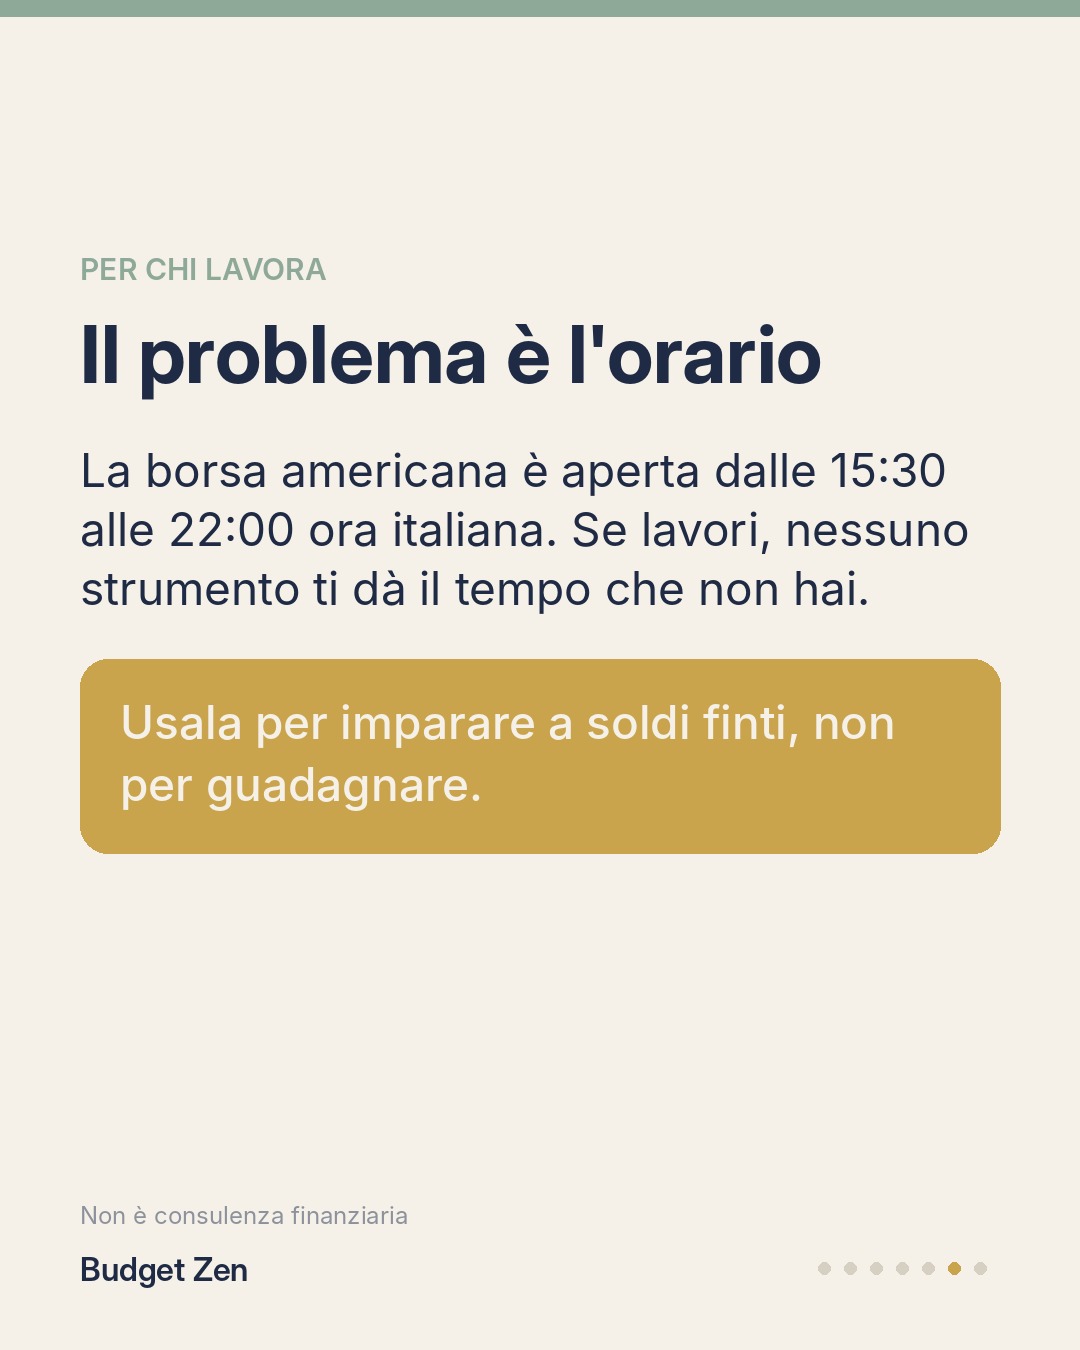 PER CHI LAVORA
Il problema è l'orario
La borsa americana è aperta dalle 15:30
alle 22:00 ora italiana. Se lavori, nessuno
strumento ti dà il tempo che non hai.
Usala per imparare a soldi finti, non
per guadagnare.
Non è consulenza finanziaria
Budget Zen